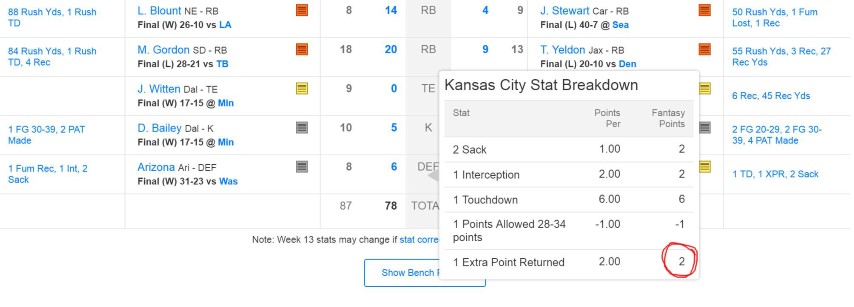 88 Rush Yds, 1 Rush
TD
L. Blount NE - RB
Final (W) 26-10 vs LA
8 14 RB 4 9
J. Stewart Car - RB
Final (L) 40-7 @ Sea
50 Rush Yds, 1 Fum
Lost, 1 Rec
84 Rush Yds, 1 Rush
TD, 4 Rec
M. Gordon SD - RB
Final (L) 28-21 vs TB
18 20 RB 9 13
T. Yeldon Jax - RB
Final (L) 20-10 vs Den
55 Rush Yds, 3 Rec, 27
Rec Yds
J. Witten Dal - TE
Final (W) 17-15 @ Min
9 0 TE
6 Rec, 45 Rec Yds
1 FG 30-39, 2 PAT
Made
D. Bailey Dal - K
Final (W) 17-15 @ Min
10 5 K
2 FG 20-29, 2 FG 30-
39, 4 PAT Made
1 Fum Rec, 1 Int, 2
Sack
Arizona Ari - DEF
Final (W) 31-23 vs Was
8 6 DEF
1 TD, 1 XPR, 2 Sack
87 78 TOTA
Note: Week 13 stats may change if stat corre
Show Bench
Kansas City Stat Breakdown
Stat Points Per Fantasy Points
2 Sack 1.00 2
1 Interception 2.00 2
1 Touchdown 6.00 6
1 Points Allowed 28-34
points -1.00 -1
1 Extra Point Returned 2.00 2